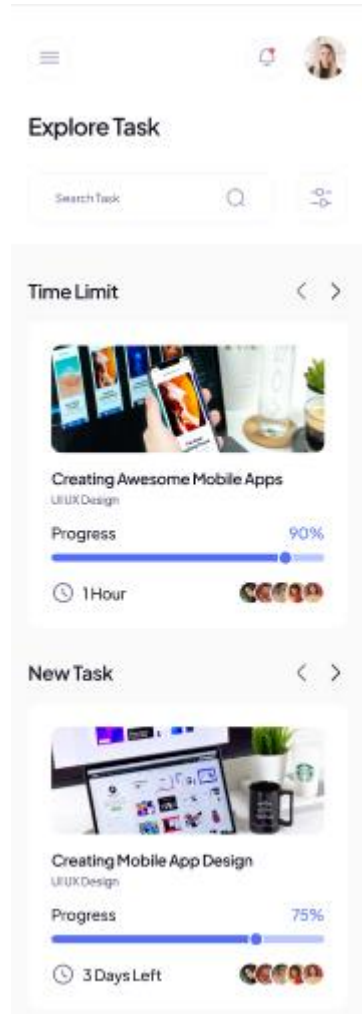 Explore Task
Search Task
Time Limit
Creating Awesome Mobile Apps
UI UX Design
Progress 90%
1 Hour
New Task
Creating Mobile App Design
UI UX Design
Progress 75%
3 Days Left